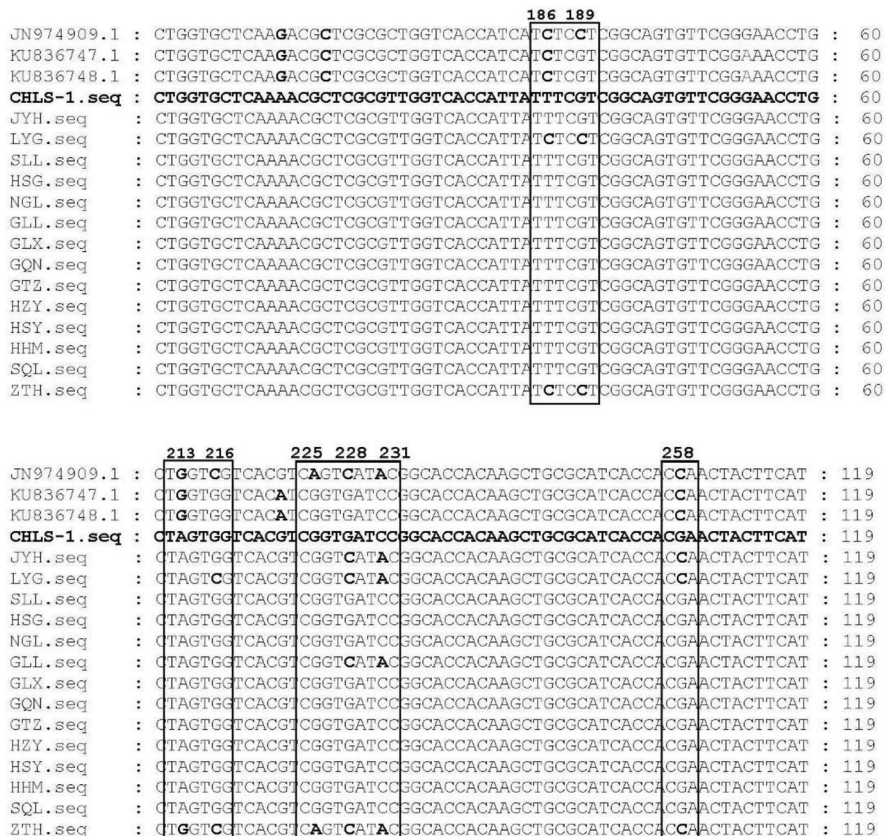 186 189
JN974909.1 : CTGGTGCTCAAGACGCTCGCGCTGGTCACCATCATCTCCTCGGCAGTGTTCGGGAACCTG : 60
KU836747.1 : CTGGTGCTCAAGACGCTCGCGCTGGTCACCATCATCTCGTCGGCAGTGTTCGGAAACCTG : 60
KU836748.1 : CTGGTGCTCAAGACGCTCGCGCTGGTCACCATCATCTCGTCGGCAGTGTTCGGAAACCTG : 60
CHLS-1.seq : CTGGTGCTCAAAACGCTCGCGTTGGTCACCATTATTTCGTCGGCAGTGTTCGGGAACCTG : 60
JYH.seq : CTGGTGCTCAAAACGCTCGCGTTGGTCACCATTATTTCGTCGGCAGTGTTCGGGAACCTG : 60
LYG.seq : CTGGTGCTCAAAACGCTCGCGTTGGTCACCATTATCTCCTCGGCAGTGTTCGGGAACCTG : 60
SLL.seq : CTGGTGCTCAAAACGCTCGCGTTGGTCACCATTATTTCGTCGGCAGTGTTCGGGAACCTG : 60
HSG.seq : CTGGTGCTCAAAACGCTCGCGTTGGTCACCATTATTTCGTCGGCAGTGTTCGGGAACCTG : 60
NGL.seq : CTGGTGCTCAAAACGCTCGCGTTGGTCACCATTATTTCGTCGGCAGTGTTCGGGAACCTG : 60
GLL.seq : CTGGTGCTCAAAACGCTCGCGTTGGTCACCATTATTTCGTCGGCAGTGTTCGGGAACCTG : 60
GLX.seq : CTGGTGCTCAAAACGCTCGCGTTGGTCACCATTATTTCGTCGGCAGTGTTCGGGAACCTG : 60
GQN.seq : CTGGTGCTCAAAACGCTCGCGTTGGTCACCATTATTTCGTCGGCAGTGTTCGGGAACCTG : 60
GTZ.seq : CTGGTGCTCAAAACGCTCGCGTTGGTCACCATTATTTCGTCGGCAGTGTTCGGGAACCTG : 60
HZY.seq : CTGGTGCTCAAAACGCTCGCGTTGGTCACCATTATTTCGTCGGCAGTGTTCGGGAACCTG : 60
HSY.seq : CTGGTGCTCAAAACGCTCGCGTTGGTCACCATTATTTCGTCGGCAGTGTTCGGGAACCTG : 60
HHM.seq : CTGGTGCTCAAAACGCTCGCGTTGGTCACCATTATTTCGTCGGCAGTGTTCGGGAACCTG : 60
SQL.seq : CTGGTGCTCAAAACGCTCGCGTTGGTCACCATTATTTCGTCGGCAGTGTTCGGGAACCTG : 60
ZTH.seq : CTGGTGCTCAAAACGCTCGCGTTGGTCACCATTATCTCCTCGGCAGTGTTCGGGAACCTG : 60
213 216 225 228 231 258
JN974909.1 : CTGGTCGTCACGTCAGTCATACGGCACCACAAGCTGCGCATCACCACCAACTACTTCAT : 119
KU836747.1 : CTGGTGGTCACATCGGTGATCCGGCACCACAAGCTGCGCATCACCACCAACTACTTCAT : 119
KU836748.1 : CTGGTGGTCACATCGGTGATCCGGCACCACAAGCTGCGCATCACCACCAACTACTTCAT : 119
CHLS-1.seq : CTAGTGGTCACGTCGGTGATCCGGCACCACAAGCTGCGCATCACCACGAACTACTTCAT : 119
JYH.seq : CTAGTGGTCACGTCGGTCATACGGCACCACAAGCTGCGCATCACCACCAACTACTTCAT : 119
LYG.seq : CTAGTCGTCACGTCGGTCATACGGCACCACAAGCTGCGCATCACCACCAACTACTTCAT : 119
SLL.seq : CTAGTGGTCACGTCGGTGATCCGGCACCACAAGCTGCGCATCACCACGAACTACTTCAT : 119
HSG.seq : CTAGTGGTCACGTCGGTGATCCGGCACCACAAGCTGCGCATCACCACGAACTACTTCAT : 119
NGL.seq : CTAGTGGTCACGTCGGTGATCCGGCACCACAAGCTGCGCATCACCACGAACTACTTCAT : 119
GLL.seq : CTAGTGGTCACGTCGGTCATACGGCACCACAAGCTGCGCATCACCACGAACTACTTCAT : 119
GLX.seq : CTAGTGGTCACGTCGGTGATCCGGCACCACAAGCTGCGCATCACCACGAACTACTTCAT : 119
GQN.seq : CTAGTGGTCACGTCGGTGATCCGGCACCACAAGCTGCGCATCACCACGAACTACTTCAT : 119
GTZ.seq : CTAGTGGTCACGTCGGTGATCCGGCACCACAAGCTGCGCATCACCACGAACTACTTCAT : 119
HZY.seq : CTAGTGGTCACGTCGGTGATCCGGCACCACAAGCTGCGCATCACCACGAACTACTTCAT : 119
HSY.seq : CTAGTGGTCACGTCGGTGATCCGGCACCACAAGCTGCGCATCACCACGAACTACTTCAT : 119
HHM.seq : CTAGTGGTCACGTCGGTGATCCGGCACCACAAGCTGCGCATCACCACGAACTACTTCAT : 119
SQL.seq : CTAGTGGTCACGTCGGTGATCCGGCACCACAAGCTGCGCATCACCACGAACTACTTCAT : 119
ZTH.seq : CTGGTCGTCACGTCAGTCATACGGCACCACAAGCTGCGCATCACCACCAACTACTTCAT : 119